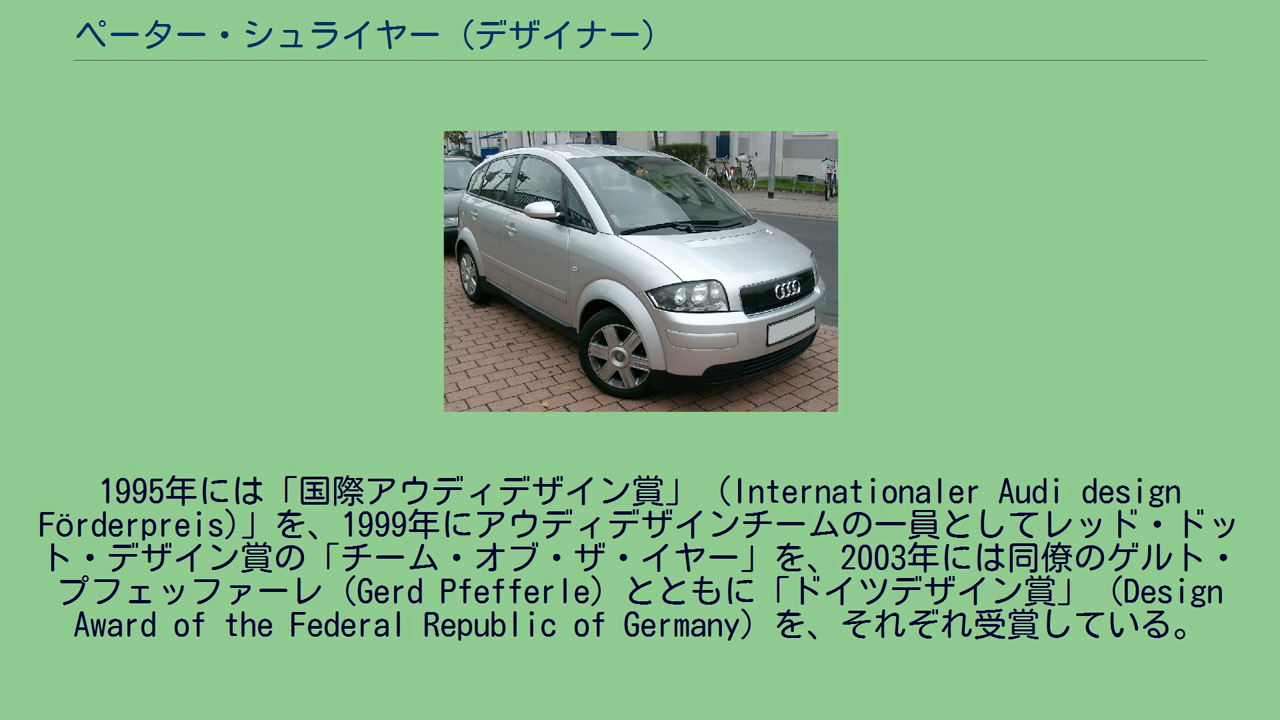 ペーター・シュライヤー（デザイナー）
1995年には「国際アウディデザイン賞」（Internationaler Audi design
Förderpreis)」を、1999年にアウディデザインチームの一員としてレッド・ドッ
ト・デザイン賞の「チーム・オブ・ザ・イヤー」を、2003年には同僚のゲルト・
プフェッファーレ（Gerd Pfefferle）とともに「ドイツデザイン賞」（Design
Award of the Federal Republic of Germany）を、それぞれ受賞している。